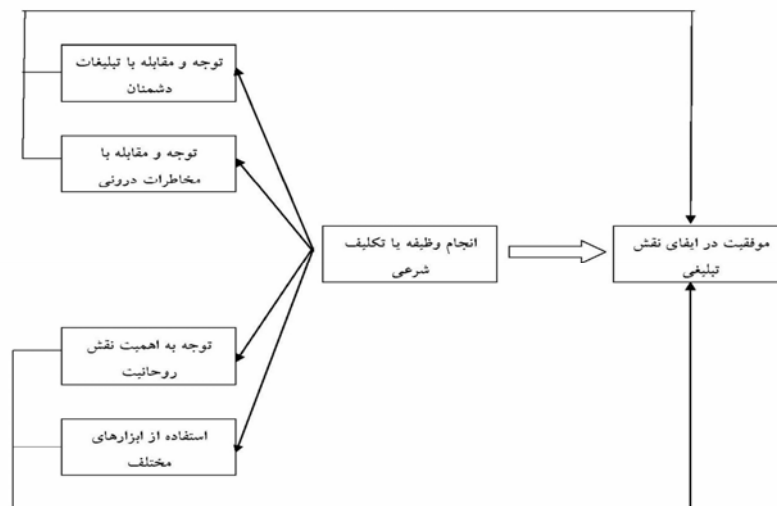 توجه و مقابله با تبلیغات
دشمنان
توجه و مقابله با
مخاطرات درونی
انجام وظیفه یا تکلیف
شرعی
موفقیت در ایفای نقش
تبلیغی
توجه به اهمیت نقش
روحانیت
استفاده از ابزارهای
مختلف